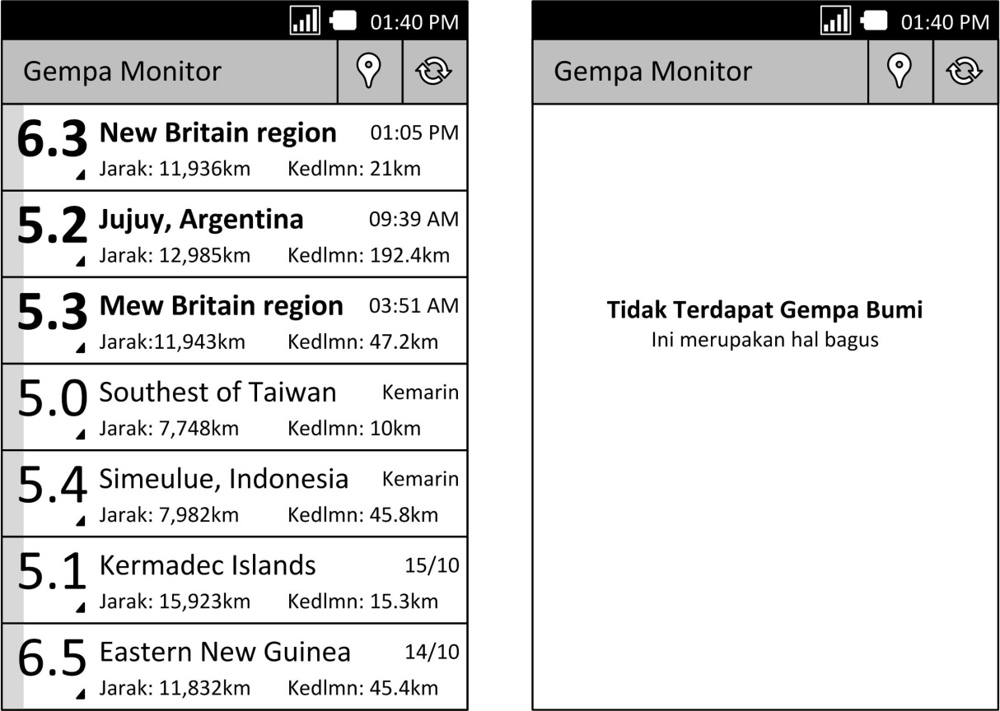 01:40 PM
Gempa Monitor
6.3 New Britain region 01:05 PM
Jarak: 11,936km Kedlmn: 21km
5.2 Jujuy, Argentina 09:39 AM
Jarak: 12,985km Kedlmn: 192.4km
5.3 Mew Britain region 03:51 AM
Jarak:11,943km Kedlmn: 47.2km
5.0 Southest of Taiwan Kemarin
Jarak: 7,748km Kedlmn: 10km
5.4 Simeulue, Indonesia Kemarin
Jarak: 7,982km Kedlmn: 45.8km
5.1 Kermadec Islands 15/10
Jarak: 15,923km Kedlmn: 15.3km
6.5 Eastern New Guinea 14/10
Jarak: 11,832km Kedlmn: 45.4km
01:40 PM
Gempa Monitor
Tidak Terdapat Gempa Bumi
Ini merupakan hal bagus